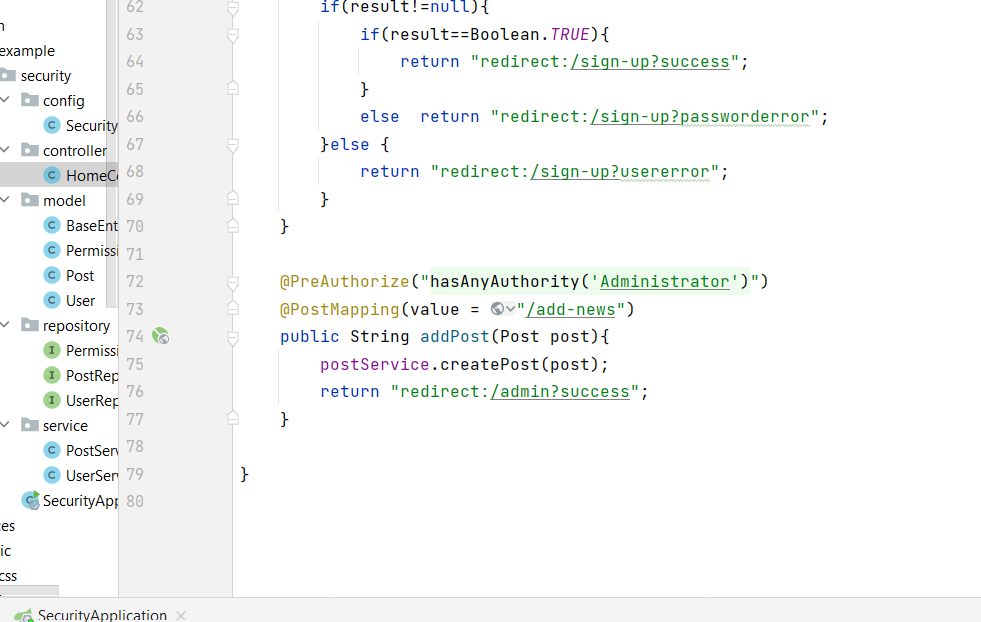 n
example
security
config
Security
controller
HomeCo
model
BaseEnt
Permissi
Post
User
repository
Permissi
PostRep
UserRep
service
PostServ
UserServ
SecurityApp
ces
ic
css
62 if(result!=null){
63 if(result==Boolean.TRUE){
64 return "redirect:/sign-up?success";
65 }
66 else  return "redirect:/sign-up?passworderror";
67 }else {
68 return "redirect:/sign-up?usererror";
69 }
70 }
71
72 @PreAuthorize("hasAnyAuthority('Administrator')")
73 @PostMapping(value = "/add-news")
74 public String addPost(Post post){
75 postService.createPost(post);
76 return "redirect:/admin?success";
77 }
78
79 }
80
SecurityApplication